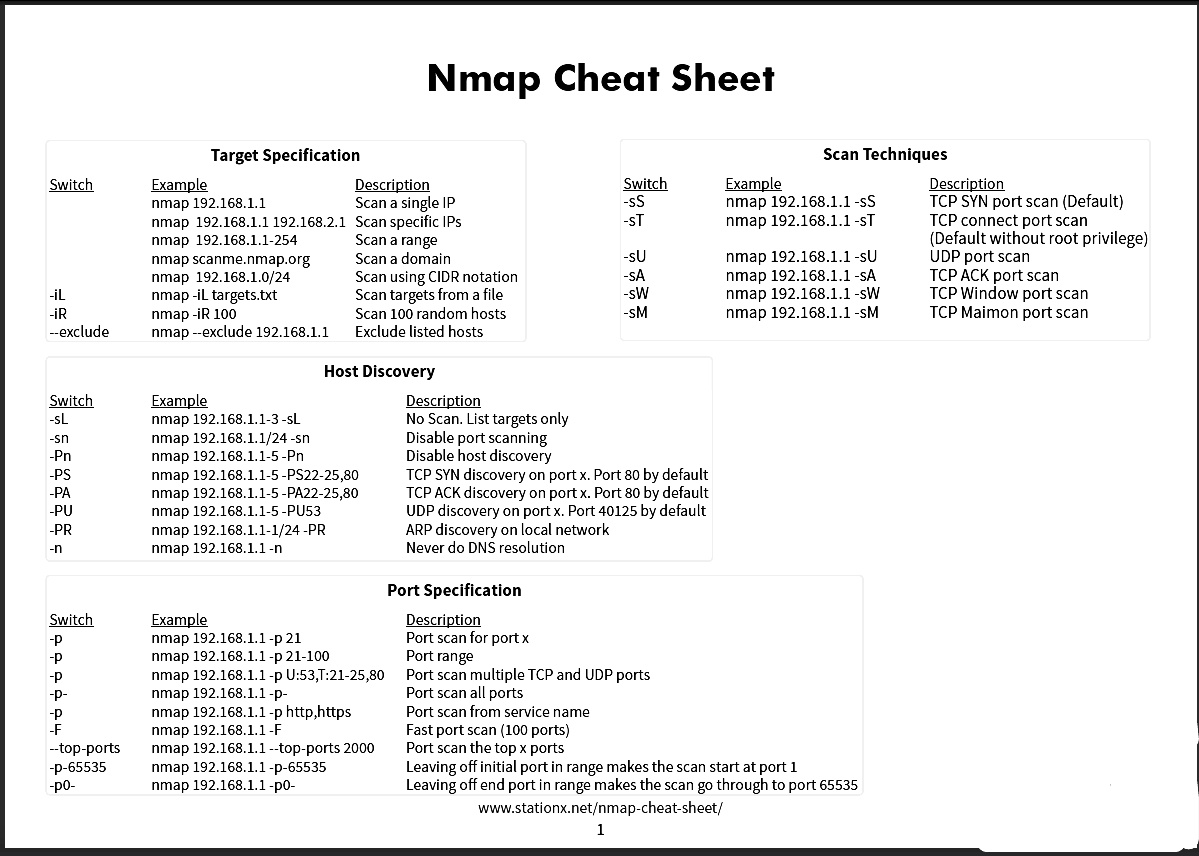 Nmap Cheat Sheet
Target Specification
Switch Example Description
nmap 192.168.1.1 Scan a single IP
nmap 192.168.1.1 192.168.2.1 Scan specific IPs
nmap 192.168.1.1-254 Scan a range
nmap scanme.nmap.org Scan a domain
nmap 192.168.1.0/24 Scan using CIDR notation
-iL nmap -iL targets.txt Scan targets from a file
-iR nmap -iR 100 Scan 100 random hosts
--exclude nmap --exclude 192.168.1.1 Exclude listed hosts
Scan Techniques
Switch Example Description
-sS nmap 192.168.1.1 -sS TCP SYN port scan (Default)
-sT nmap 192.168.1.1 -sT TCP connect port scan
(Default without root privilege)
-sU nmap 192.168.1.1 -sU UDP port scan
-sA nmap 192.168.1.1 -sA TCP ACK port scan
-sW nmap 192.168.1.1 -sW TCP Window port scan
-sM nmap 192.168.1.1 -sM TCP Maimon port scan
Host Discovery
Switch Example Description
-sL nmap 192.168.1.1-3 -sL No Scan. List targets only
-sn nmap 192.168.1.1/24 -sn Disable port scanning
-Pn nmap 192.168.1.1-5 -Pn Disable host discovery
-PS nmap 192.168.1.1-5 -PS22-25,80 TCP SYN discovery on port x. Port 80 by default
-PA nmap 192.168.1.1-5 -PA22-25,80 TCP ACK discovery on port x. Port 80 by default
-PU nmap 192.168.1.1-5 -PU53 UDP discovery on port x. Port 40125 by default
-PR nmap 192.168.1.1-1/24 -PR ARP discovery on local network
-n nmap 192.168.1.1 -n Never do DNS resolution
Port Specification
Switch Example Description
-p nmap 192.168.1.1 -p 21 Port scan for port x
-p nmap 192.168.1.1 -p 21-100 Port range
-p nmap 192.168.1.1 -p U:53,T:21-25,80 Port scan multiple TCP and UDP ports
-p- nmap 192.168.1.1 -p- Port scan all ports
-p nmap 192.168.1.1 -p http,https Port scan from service name
-F nmap 192.168.1.1 -F Fast port scan (100 ports)
--top-ports nmap 192.168.1.1 --top-ports 2000 Port scan the top x ports
-p-65535 nmap 192.168.1.1 -p-65535 Leaving off initial port in range makes the scan start at port 1
-p0- nmap 192.168.1.1 -p0- Leaving off end port in range makes the scan go through to port 65535
www.stationx.net/nmap-cheat-sheet/
1